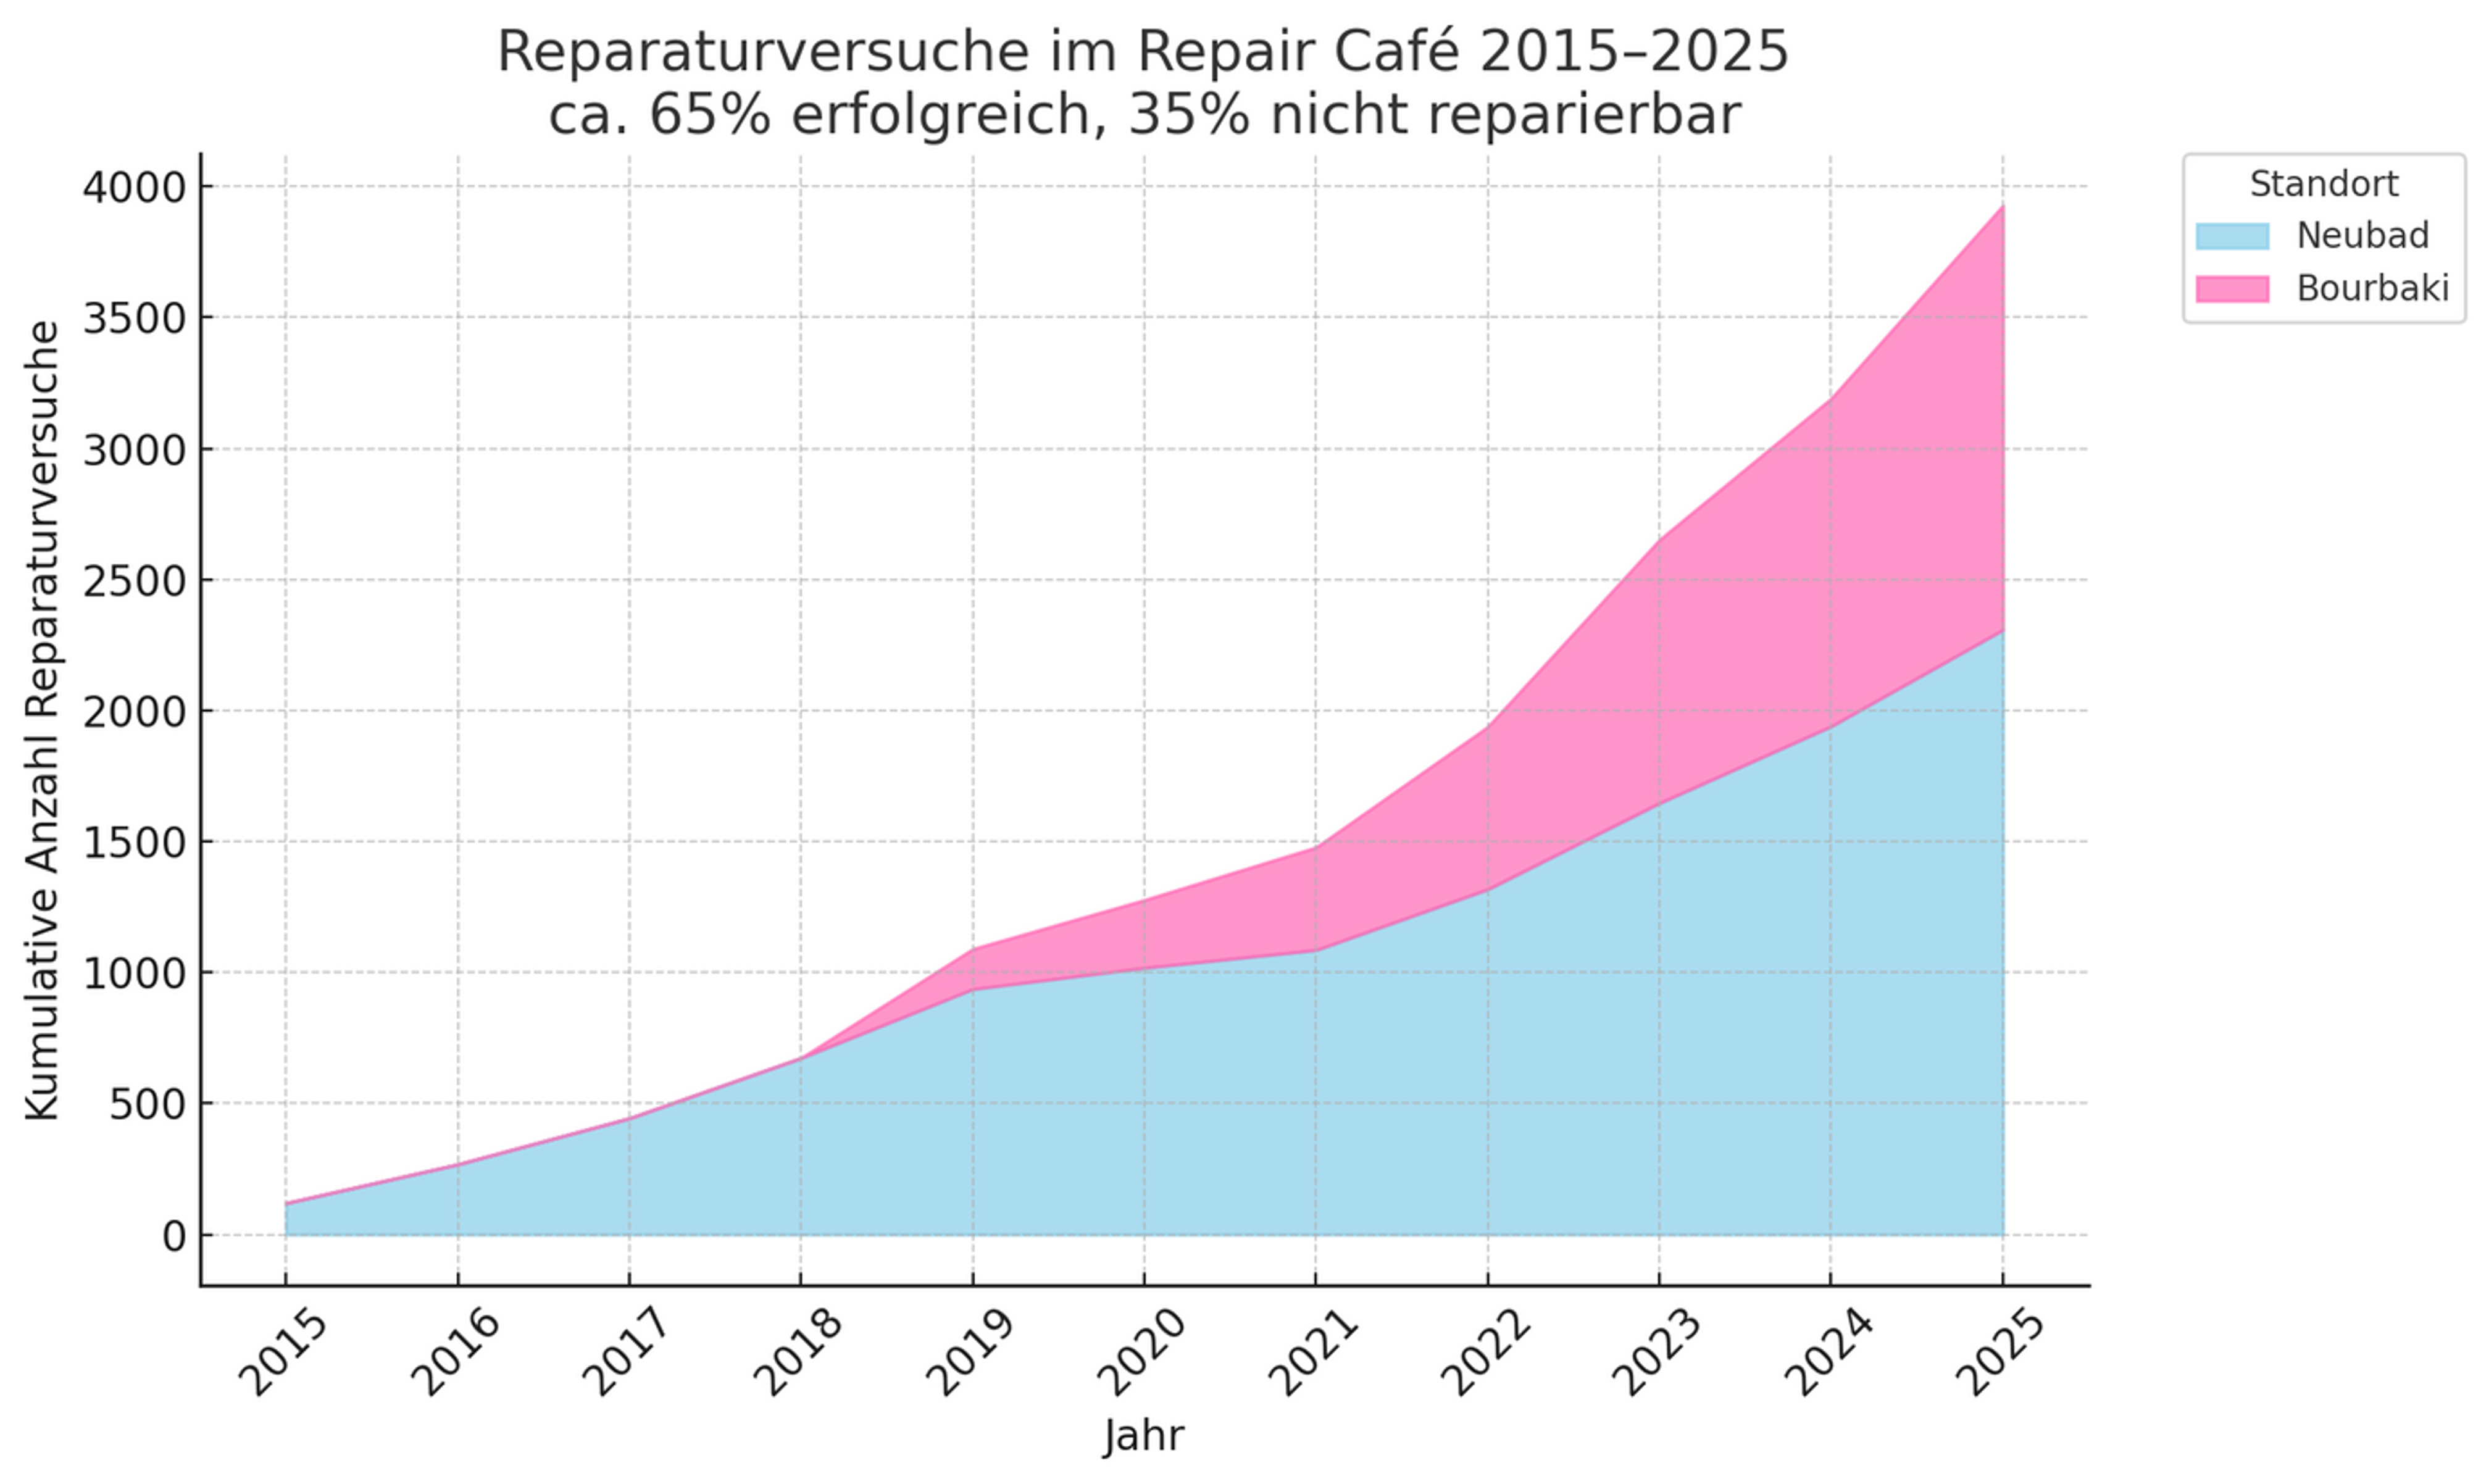 Reparaturversuche im Repair Café 2015–2025
ca. 65% erfolgreich, 35% nicht reparierbar
Kumulative Anzahl Reparaturversuche
4000
3500
3000
2500
2000
1500
1000
500
0
2015
2016
2017
2018
2019
2020
2021
2022
2023
2024
2025
Jahr
Standort
Neubad
Bourbaki